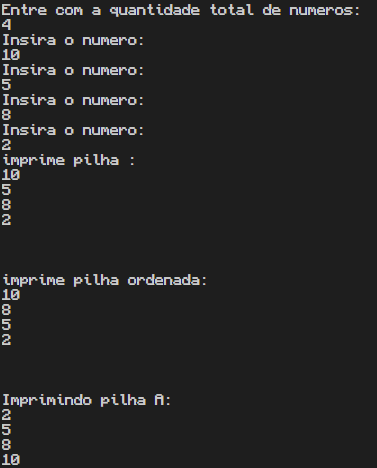 Entre com a quantidade total de numeros:
4
Insira o numero:
10
Insira o numero:
5
Insira o numero:
8
Insira o numero:
2
imprime pilha :
10
5
8
2
imprime pilha ordenada:
10
8
5
2
Imprimindo pilha A:
2
5
8
10